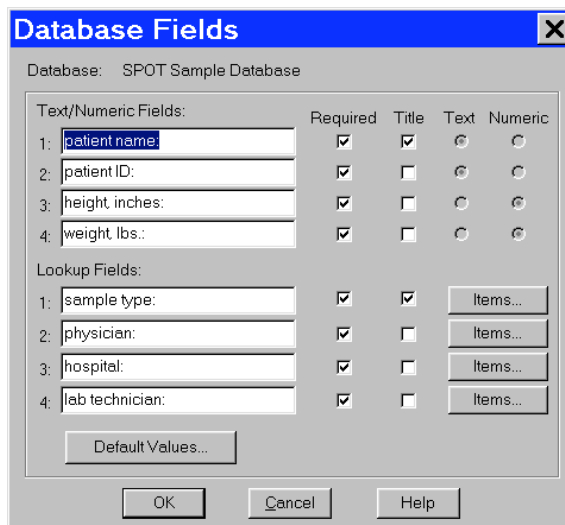 Database Fields
Database: SPOT Sample Database
Text/Numeric Fields: Required Title Text Numeric
1: patient name:
2: patient ID:
3: height, inches:
4: weight, lbs.:
Lookup Fields:
1: sample type: Items...
2: physician: Items...
3: hospital: Items...
4: lab technician: Items...
Default Values...
OK Cancel Help